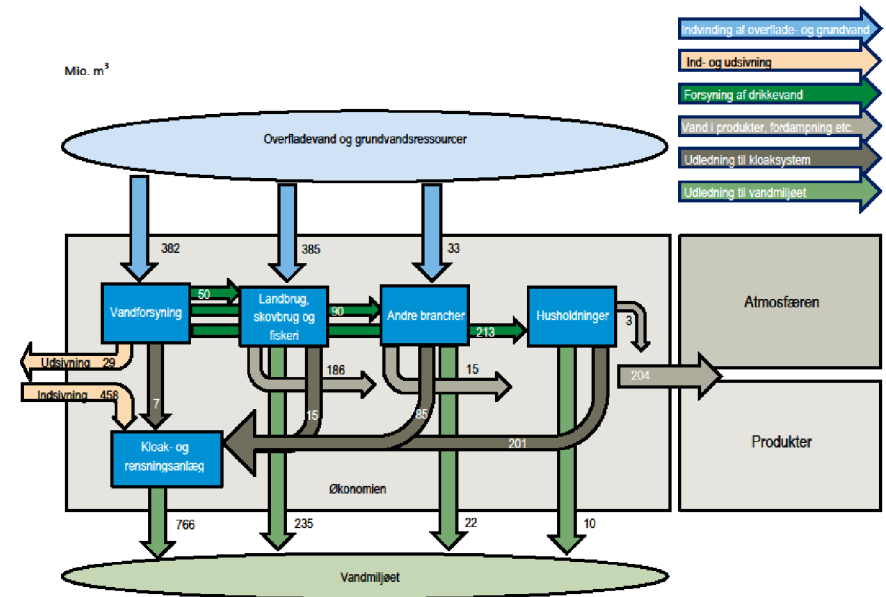 Indvinding af overflade- og grundvand
Ind- og udsivning
Mio. m³
Forsyning af drikkevand
Vand i produkter, fordampning etc.
Overfladevand og grundvandsressourcer
Udledning til kloaksystem
Udledning til vandmiljøet
382
385
33
50
Vandforsyning
Landbrug,
skovbrug og
fiskeri
90
Andre brancher
213
Husholdninger
3
Atmosfæren
Udsivning 29
186
15
204
Indsivning 458
7
15
85
201
Kloak- og
rensningsanlæg
Produkter
Økonomien
766
235
22
10
Vandmiljøet